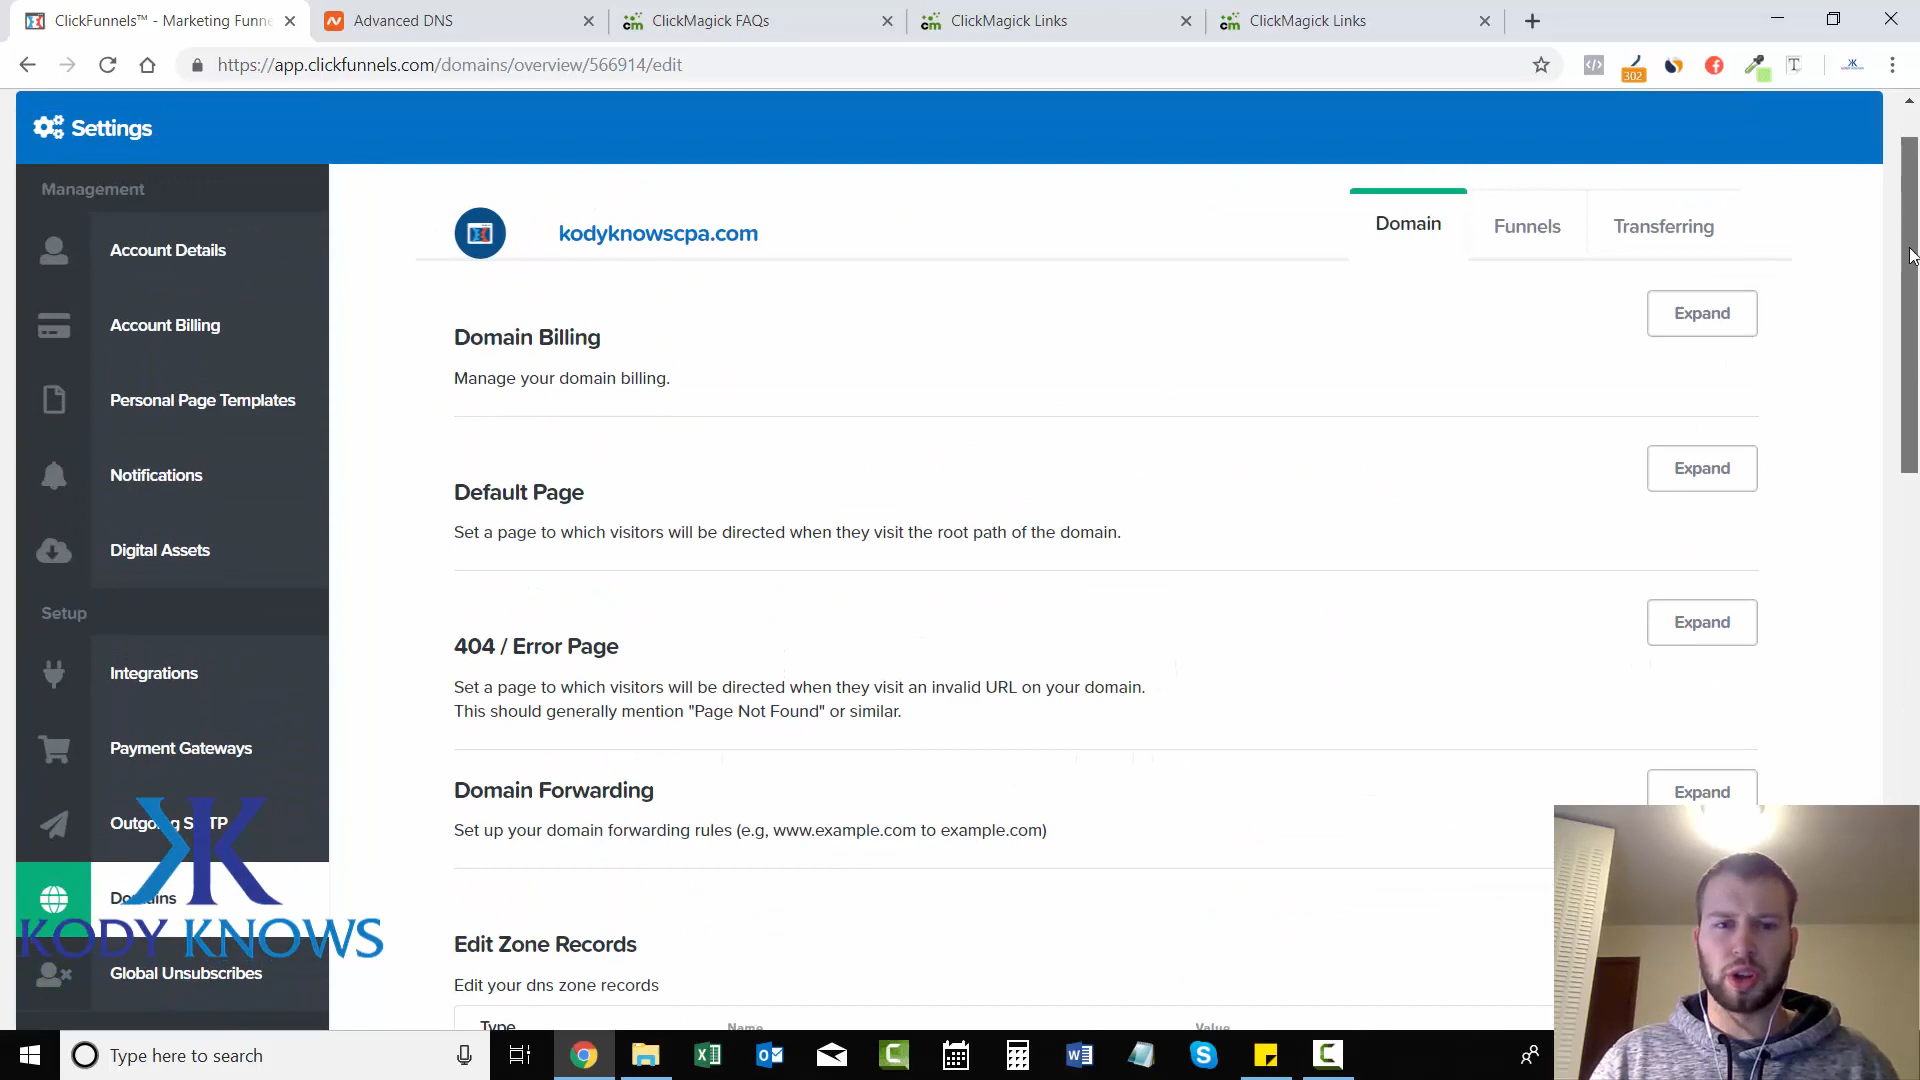 ClickFunnels™ - Marketing Funne
Advanced DNS
ClickMagick FAQs
ClickMagick Links
ClickMagick Links
https://app.clickfunnels.com/domains/overview/566914/edit
302
Settings
Management
Account Details
Account Billing
Personal Page Templates
Notifications
Digital Assets
Setup
Integrations
Payment Gateways
Outgoing SMTP
Domains
Global Unsubscribes
KODY KNOWS
kodyknowscpa.com
Domain
Funnels
Transferring
Domain Billing
Expand
Manage your domain billing.
Default Page
Expand
Set a page to which visitors will be directed when they visit the root path of the domain.
404 / Error Page
Expand
Set a page to which visitors will be directed when they visit an invalid URL on your domain.
This should generally mention "Page Not Found" or similar.
Domain Forwarding
Expand
Set up your domain forwarding rules (e.g, www.example.com to example.com)
Edit Zone Records
Edit your dns zone records
Type
Name
Value
Type here to search